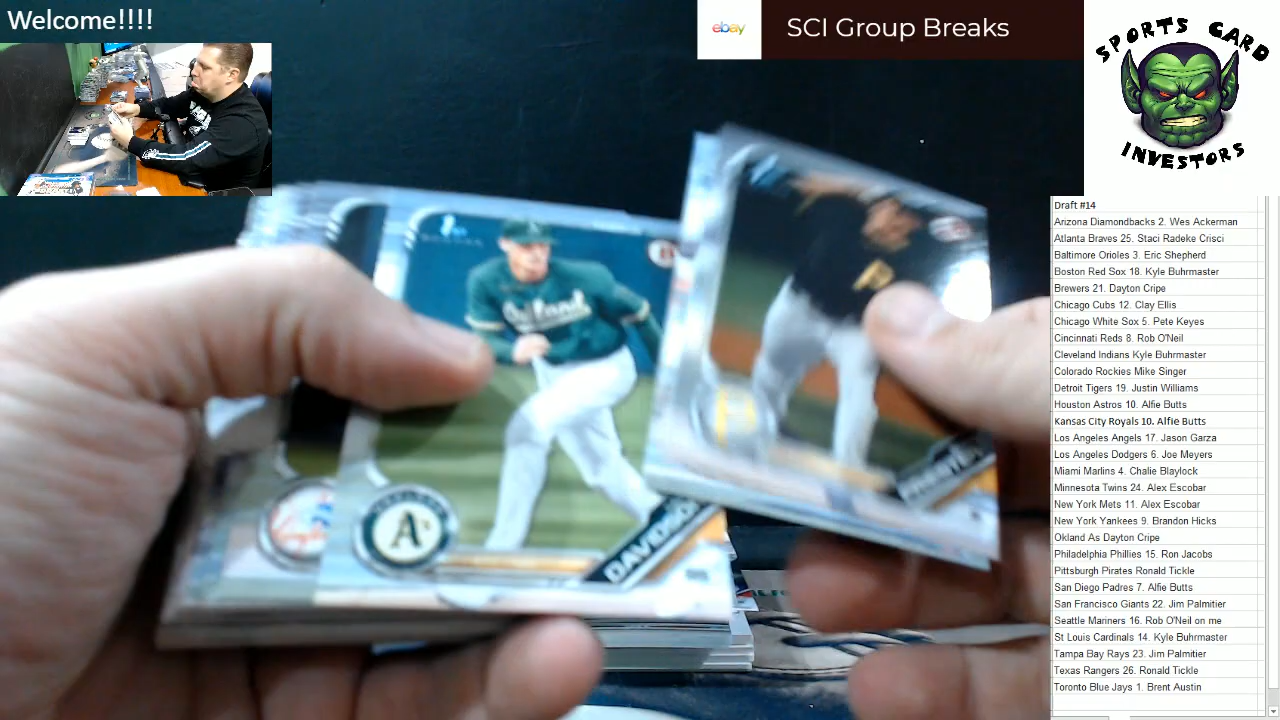 Welcome!!!!
ebay
SCI Group Breaks
SPORTS CARD
INVESTORS
Draft #14
Arizona Diamondbacks 2. Wes Ackerman
Atlanta Braves 25. Staci Radeke Crisci
Baltimore Orioles 3. Eric Shepherd
Boston Red Sox 18. Kyle Buhrmaster
Brewers 21. Dayton Cripe
Chicago Cubs 12. Clay Ellis
Chicago White Sox 5. Pete Keyes
Cincinnati Reds 8. Rob O'Neil
Cleveland Indians Kyle Buhrmaster
Colorado Rockies Mike Singer
Detroit Tigers 19. Justin Williams
Houston Astros 10. Alfie Butts
Kansas City Royals 10. Alfie Butts
Los Angeles Angels 17. Jason Garza
Los Angeles Dodgers 6. Joe Meyers
Miami Marlins 4. Chalie Blaylock
Minnesota Twins 24. Alex Escobar
New York Mets 11. Alex Escobar
New York Yankees 9. Brandon Hicks
Okland As Dayton Cripe
Philadelphia Phillies 15. Ron Jacobs
Pittsburgh Pirates Ronald Tickle
San Diego Padres 7. Alfie Butts
San Francisco Giants 22. Jim Palmitier
Seattle Mariners 16. Rob O'Neil on me
St Louis Cardinals 14. Kyle Buhrmaster
Tampa Bay Rays 23. Jim Palmitier
Texas Rangers 26. Ronald Tickle
Toronto Blue Jays 1. Brent Austin
Oakland
A's
DAVIDSON